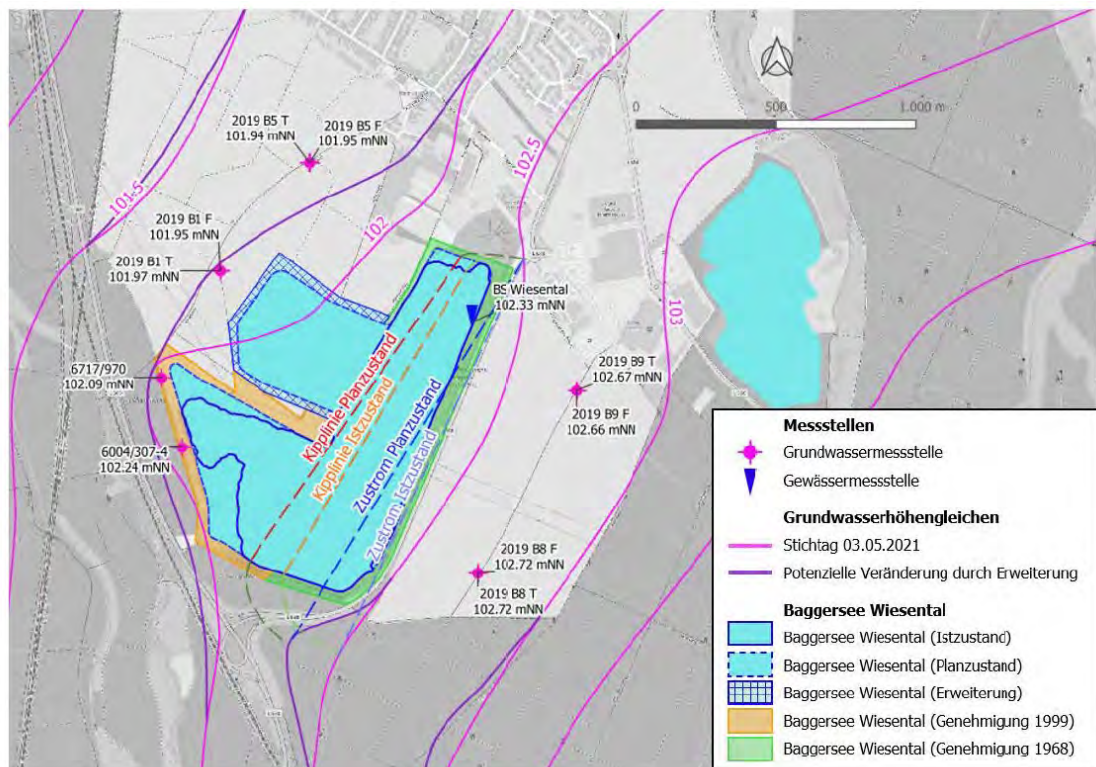 0
500
1.000 m
2019 B5 T
101.94 mNN
2019 B5 F
101.95 mNN
101.5
102
102.5
103
2019 B1 F
101.95 mNN
2019 B1 T
101.97 mNN
BS Wiesental
102.33 mNN
6717/970
102.09 mNN
2019 B9 T
102.67 mNN
2019 B9 F
102.66 mNN
6004/307-4
102.24 mNN
Kipplinie Planzustand
Kipplinie Istzustand
Zustrom Planzustand
Zustrom Istzustand
2019 B8 F
102.72 mNN
2019 B8 T
102.72 mNN
Messstellen
Grundwassermessstelle
Gewässermessstelle
Grundwasserhöhengleichen
Stichtag 03.05.2021
Potenzielle Veränderung durch Erweiterung
Baggersee Wiesental
Baggersee Wiesental (Istzustand)
Baggersee Wiesental (Planzustand)
Baggersee Wiesental (Erweiterung)
Baggersee Wiesental (Genehmigung 1999)
Baggersee Wiesental (Genehmigung 1968)